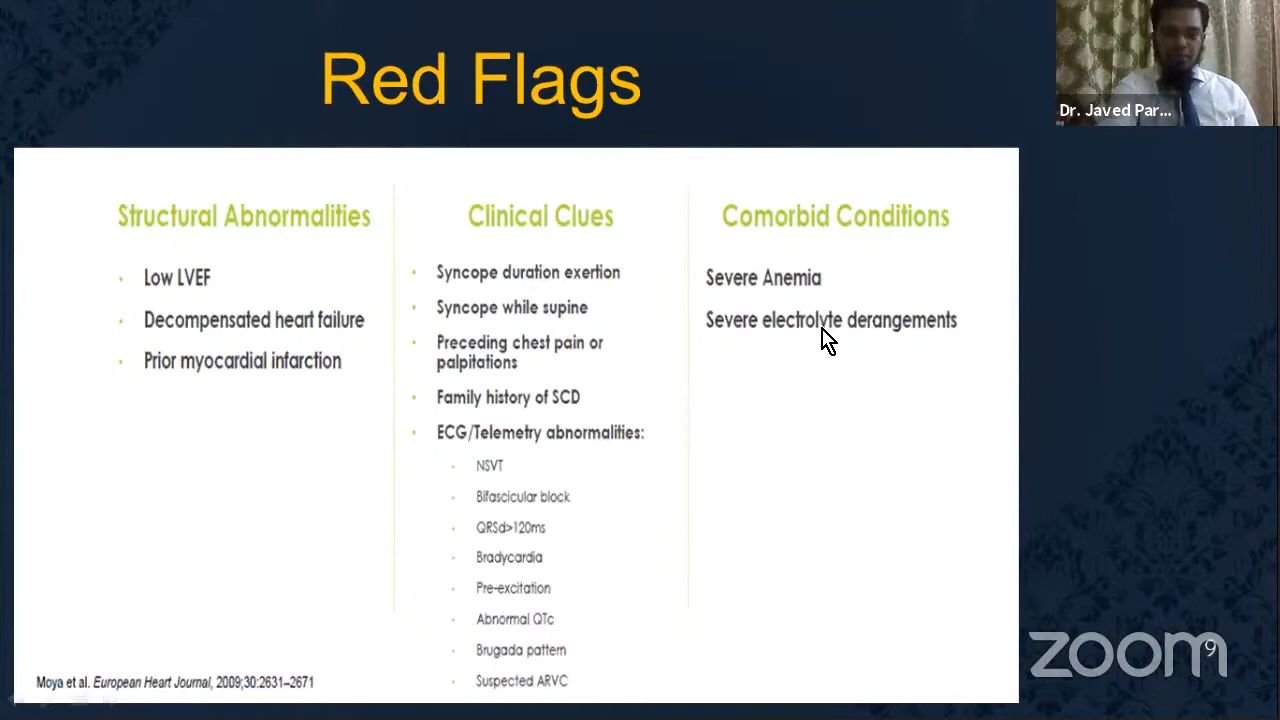 Red Flags
Dr. Javed Par...
Structural Abnormalities
Low LVEF
Decompensated heart failure
Prior myocardial infarction
Clinical Clues
Syncope duration exertion
Syncope while supine
Preceding chest pain or
palpitations
Family history of SCD
ECG/Telemetry abnormalities:
NSVT
Bifascicular block
QRSd>120ms
Bradycardia
Pre-excitation
Abnormal QTc
Brugada pattern
Suspected ARVC
Comorbid Conditions
Severe Anemia
Severe electrolyte derangements
Moya et al. European Heart Journal, 2009;30:2631–2671
zoom
9